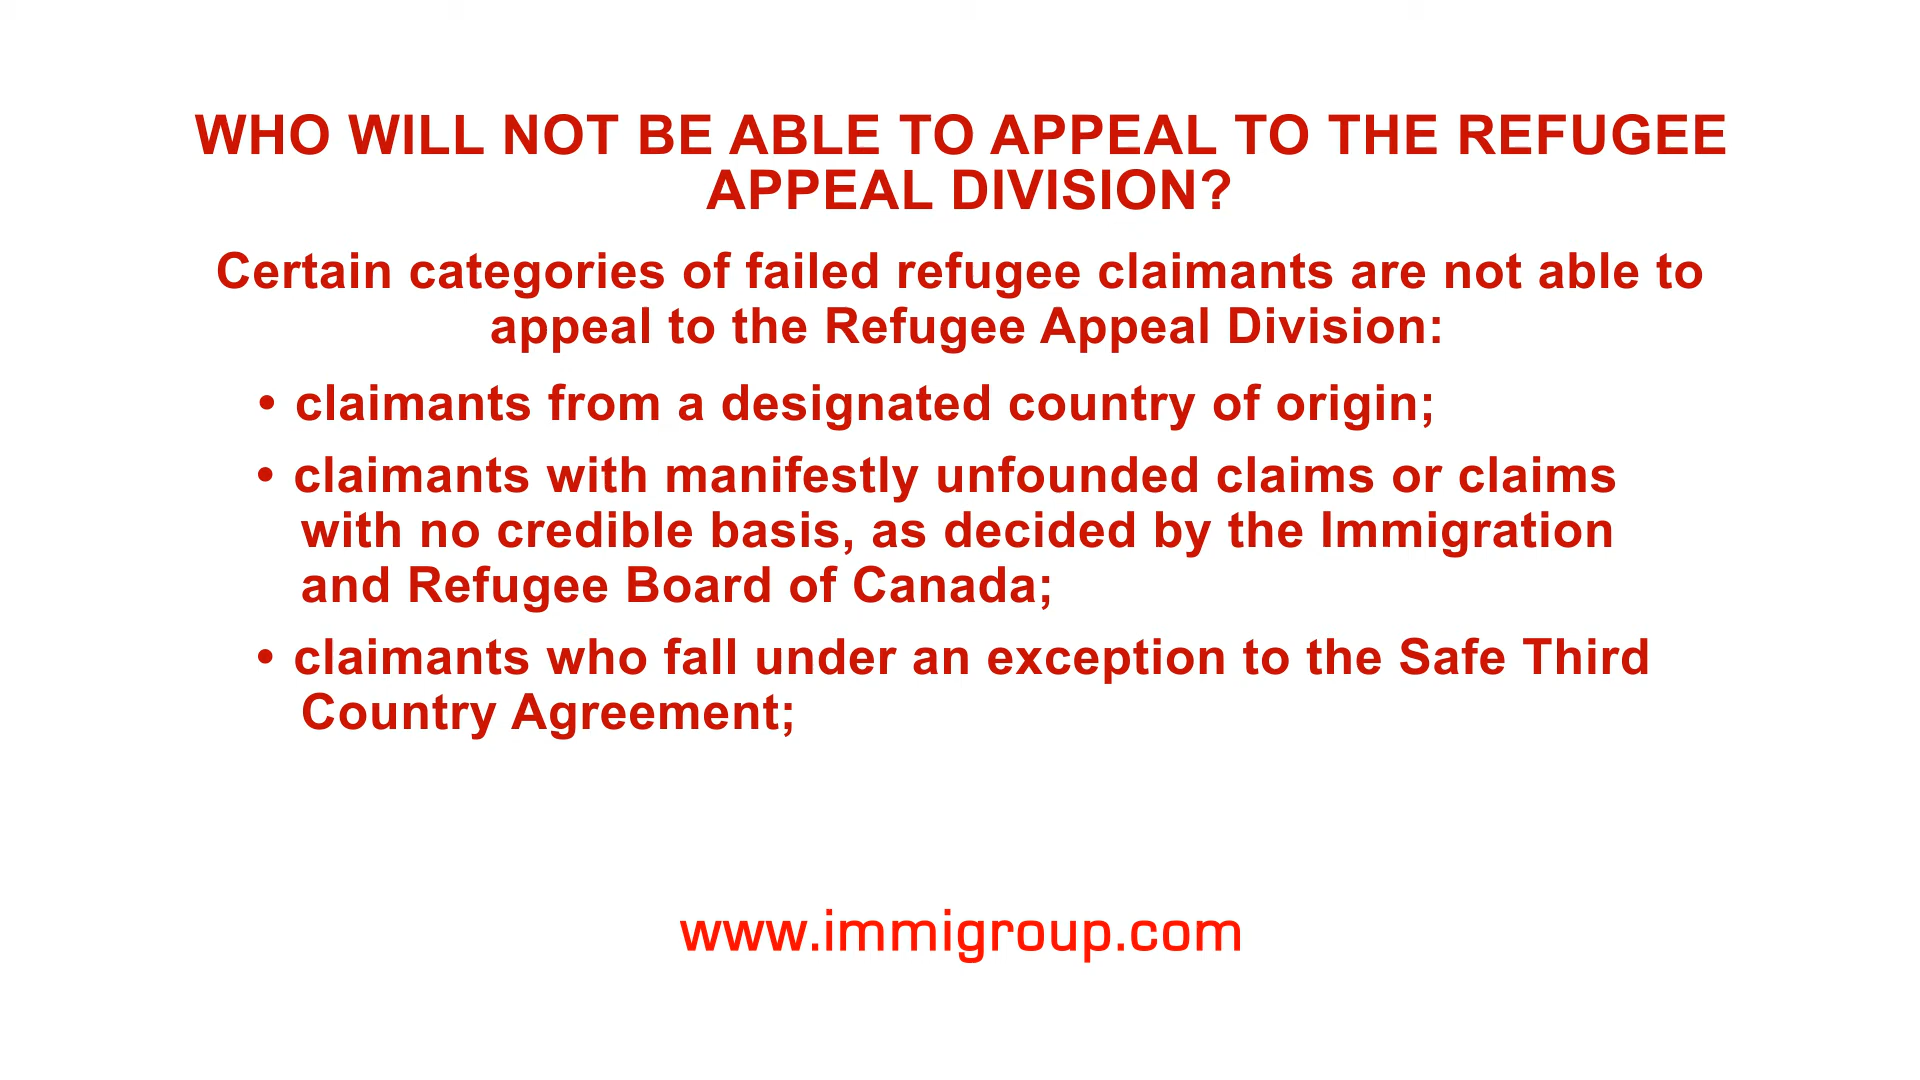 WHO WILL NOT BE ABLE TO APPEAL TO THE REFUGEE
APPEAL DIVISION?
Certain categories of failed refugee claimants are not able to
appeal to the Refugee Appeal Division:
• claimants from a designated country of origin;
• claimants with manifestly unfounded claims or claims
with no credible basis, as decided by the Immigration
and Refugee Board of Canada;
• claimants who fall under an exception to the Safe Third
Country Agreement;
www.immigroup.com